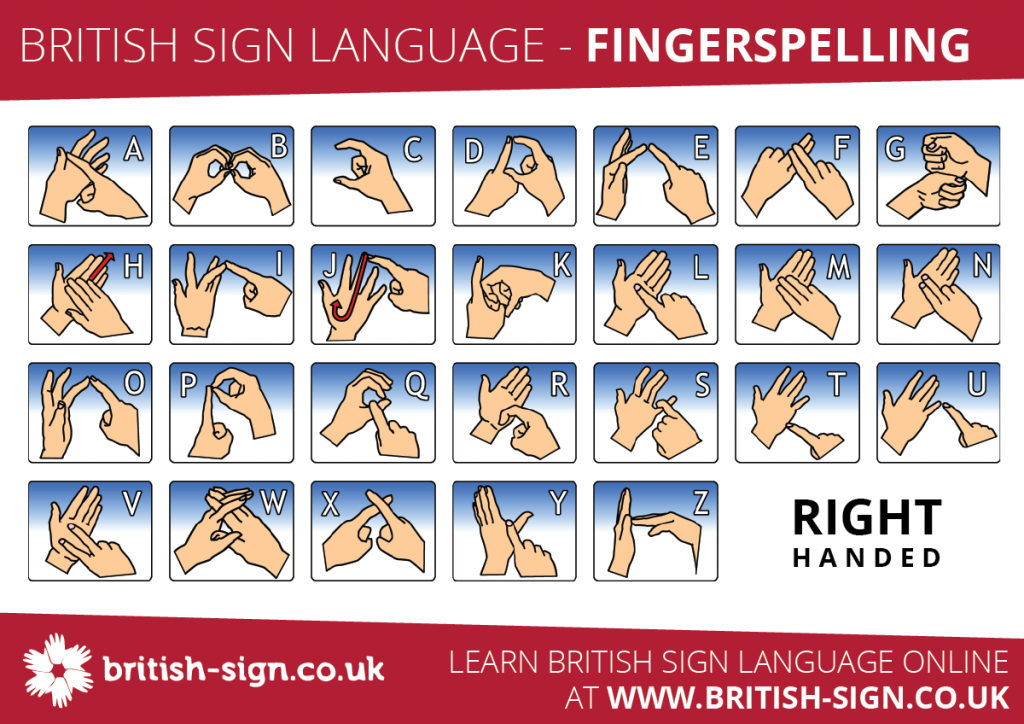 BRITISH SIGN LANGUAGE - FINGERSPELLING
A B C D E F G
H I J K L M N
O P Q R S T U
V W X Y Z
RIGHT
HANDED
british-sign.co.uk
LEARN BRITISH SIGN LANGUAGE ONLINE
AT WWW.BRITISH-SIGN.CO.UK